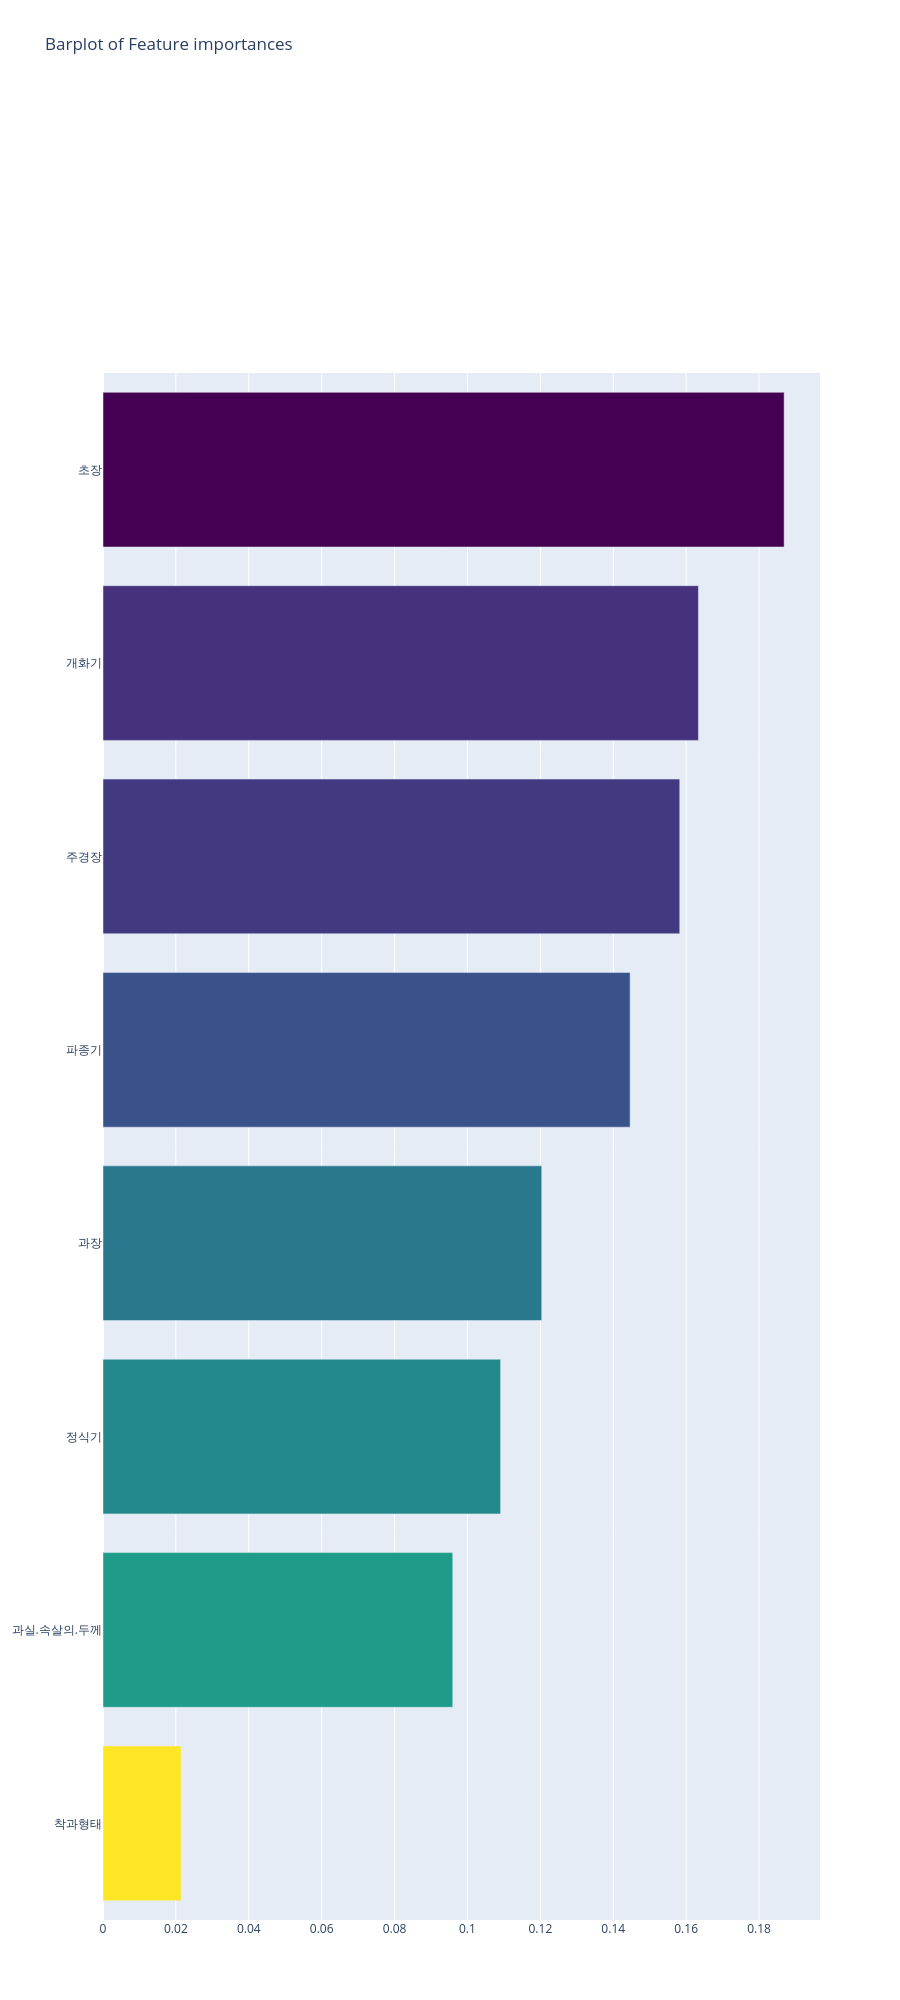 Barplot of Feature importances
초장
개화기
주경장
파종기
과장
정식기
과실.속살의.두께
착과형태
0 0.02 0.04 0.06 0.08 0.1 0.12 0.14 0.16 0.18